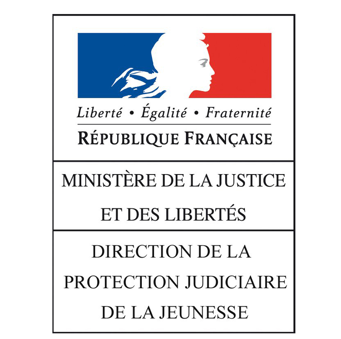 Liberté • Égalité • Fraternité
RÉPUBLIQUE FRANÇAISE
MINISTÈRE DE LA JUSTICE
ET DES LIBERTÉS
DIRECTION DE LA
PROTECTION JUDICIAIRE
DE LA JEUNESSE